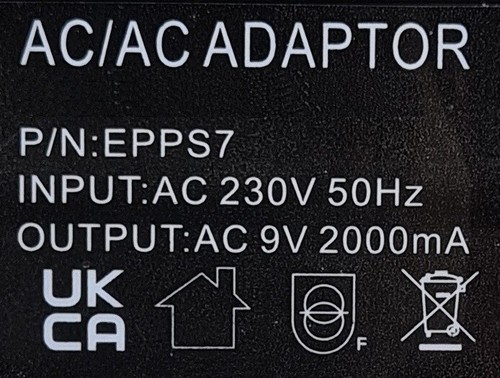 AC/AC ADAPTOR
P/N:EPPS7
INPUT:AC 230V 50Hz
OUTPUT:AC 9V 2000mA
UK
CA
F